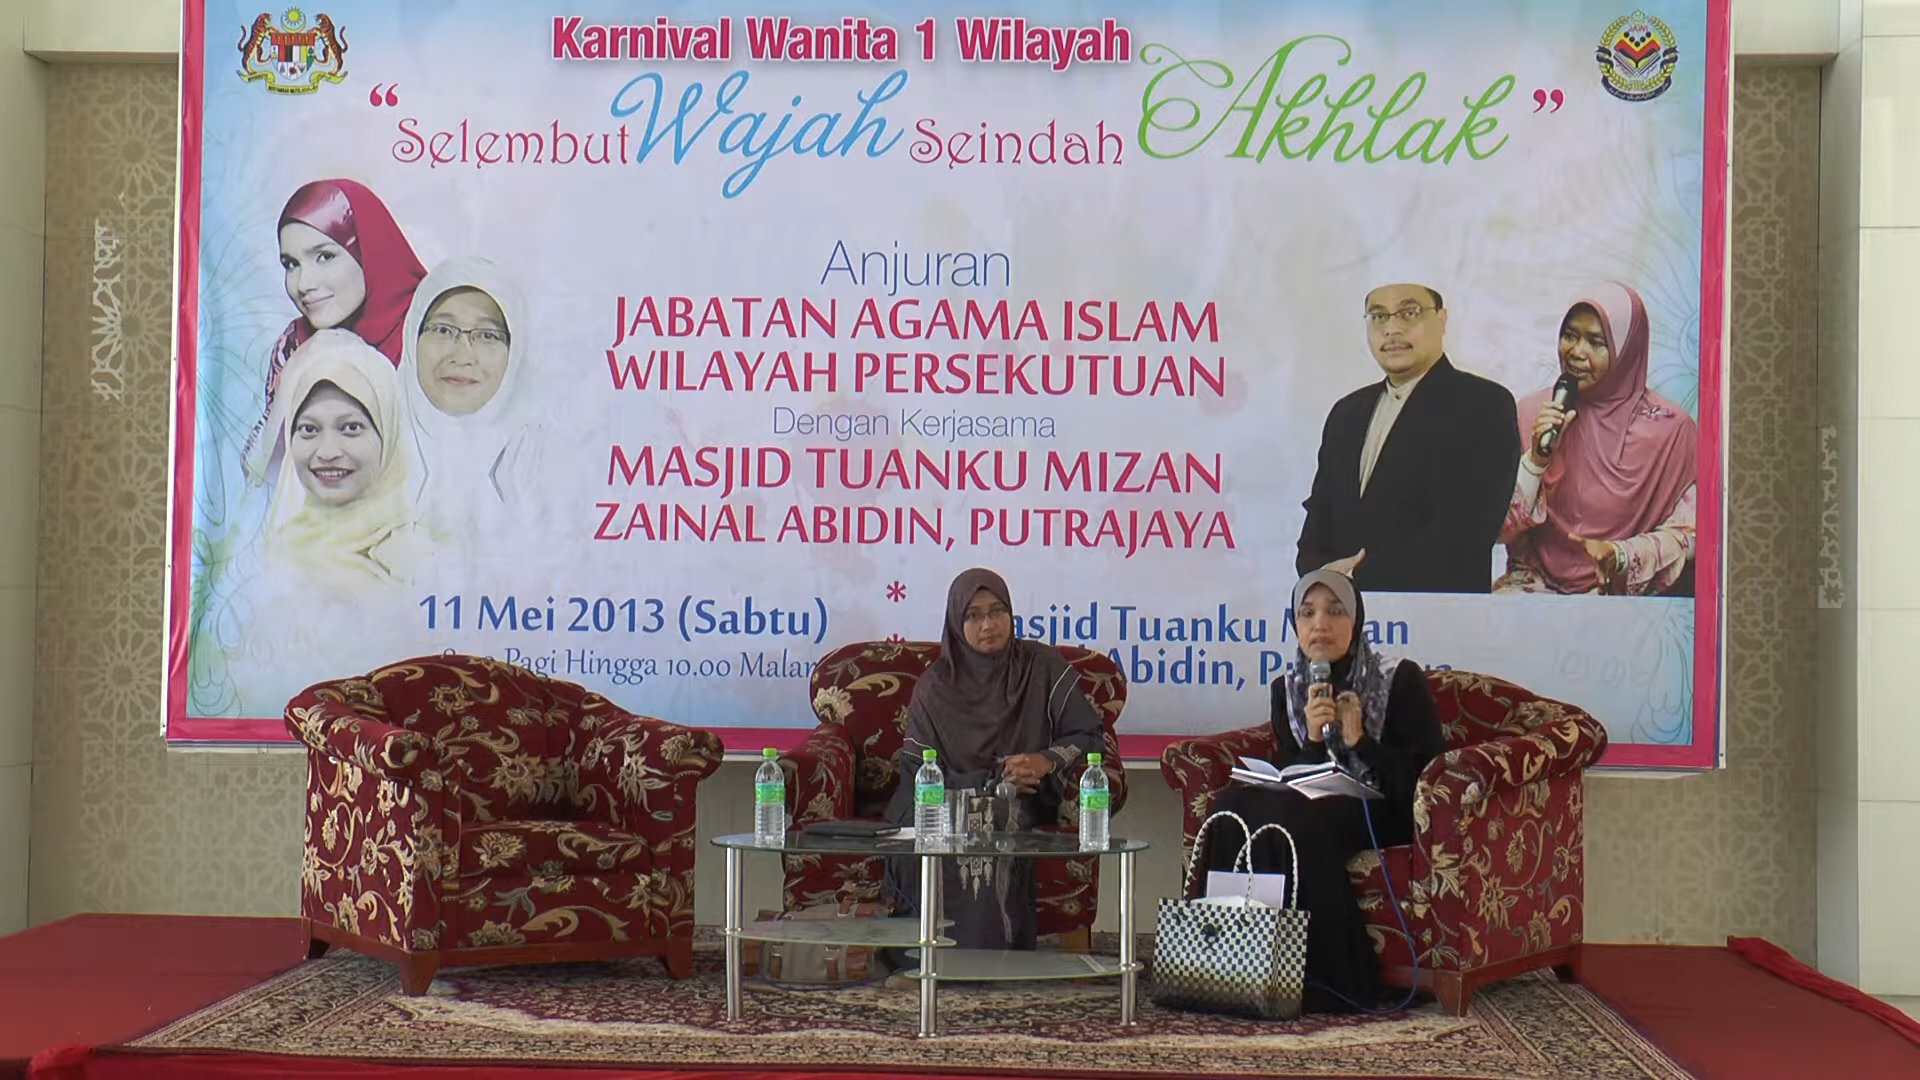 Karnival Wanita 1 Wilayah
"Selembut Wajah Seindah Akhlak"
Anjuran
JABATAN AGAMA ISLAM
WILAYAH PERSEKUTUAN
Dengan Kerjasama
MASJID TUANKU MIZAN
ZAINAL ABIDIN, PUTRAJAYA
11 Mei 2013 (Sabtu)
Pagi Hingga 10.00 Malam
* asjid Tuanku
* Abidin,